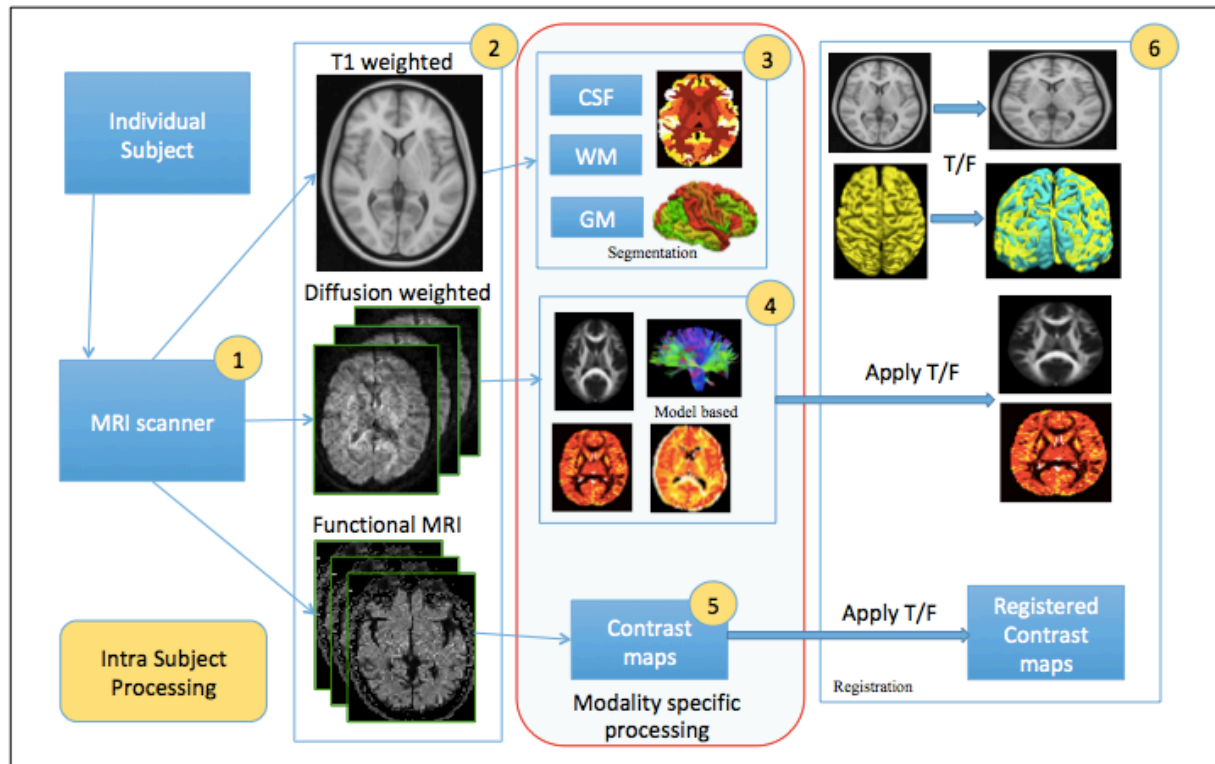 Individual
Subject
1
MRI scanner
Intra Subject
Processing
2
T1 weighted
Diffusion weighted
Functional MRI
3
CSF
WM
GM
Segmentation
4
Model based
5
Contrast
maps
Modality specific
processing
6
T/F
Apply T/F
Apply T/F
Registered
Contrast
maps
Registration